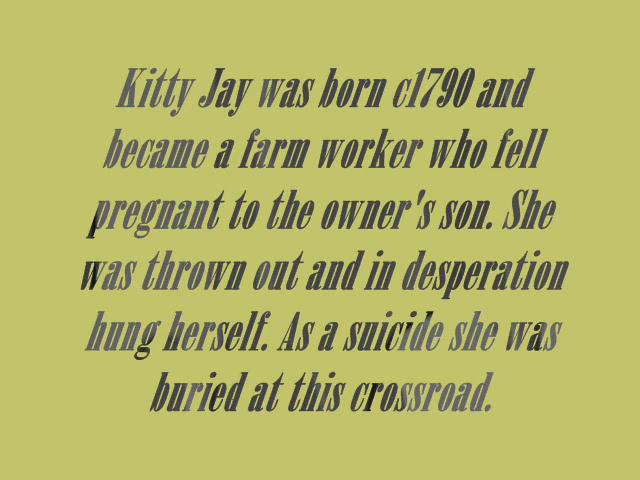 Kitty Jay was born c1790 and
became a farm worker who fell
pregnant to the owner's son. She
was thrown out and in desperation
hung herself. As a suicide she was
buried at this crossroad.